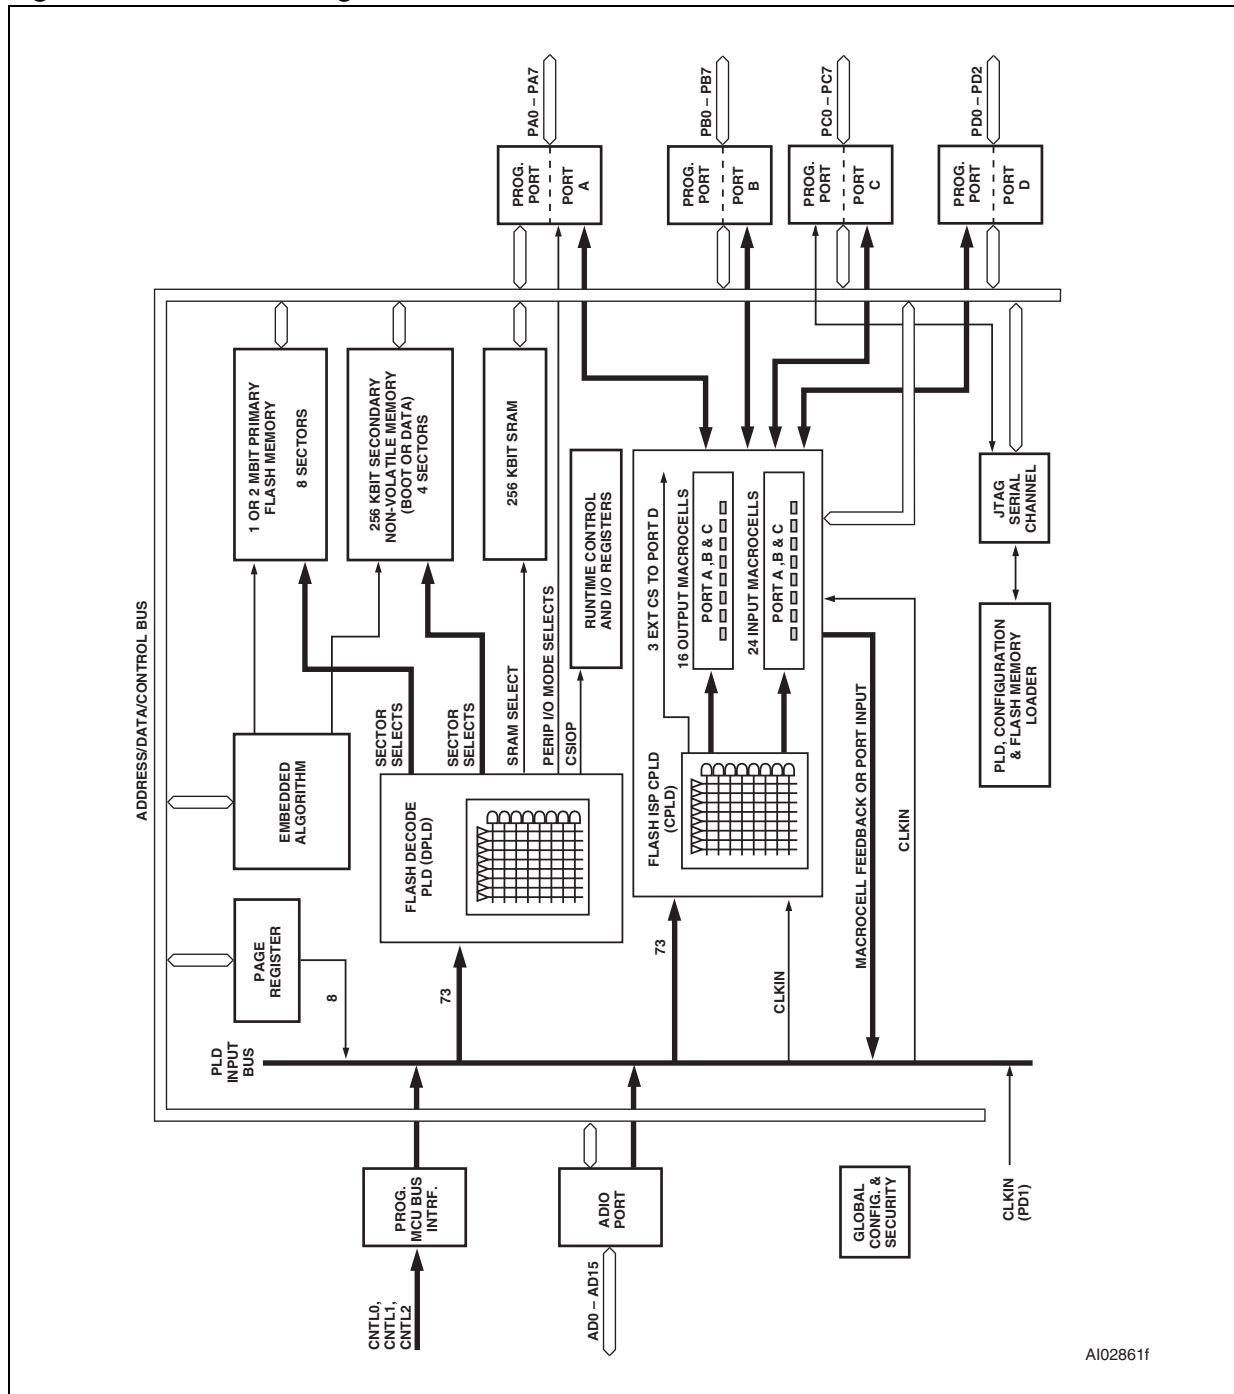 PA0 – PA7
PB0 – PB7
PC0 – PC7
PD0 – PD2
PROG.
PORT
PORT
A
PROG.
PORT
PORT
B
PROG.
PORT
PORT
C
PROG.
PORT
PORT
D
ADDRESS/DATA/CONTROL BUS
1 OR 2 MBIT PRIMARY
FLASH MEMORY
8 SECTORS
256 KBIT SECONDARY
NON-VOLATILE MEMORY
(BOOT OR DATA)
4 SECTORS
256 KBIT SRAM
RUNTIME CONTROL
AND I/O REGISTERS
3 EXT CS TO PORT D
16 OUTPUT MACROCELLS
PORT A ,B & C
24 INPUT MACROCELLS
PORT A ,B & C
JTAG
SERIAL
CHANNEL
PLD, CONFIGURATION
& FLASH MEMORY
LOADER
SECTOR
SELECTS
SECTOR
SELECTS
SRAM SELECT
PERIP I/O MODE SELECTS
CSIOP
EMBEDDED
ALGORITHM
FLASH DECODE
PLD (DPLD)
FLASH ISP CPLD
(CPLD)
MACROCELL FEEDBACK OR PORT INPUT
CLKIN
PAGE
REGISTER
8
73
73
CLKIN
PLD
INPUT
BUS
PROG.
MCU BUS
INTRF.
ADIO
PORT
GLOBAL
CONFIG. &
SECURITY
CLKIN
(PD1)
CNTL0,
CNTL1,
CNTL2
AD0 – AD15
AI02861f